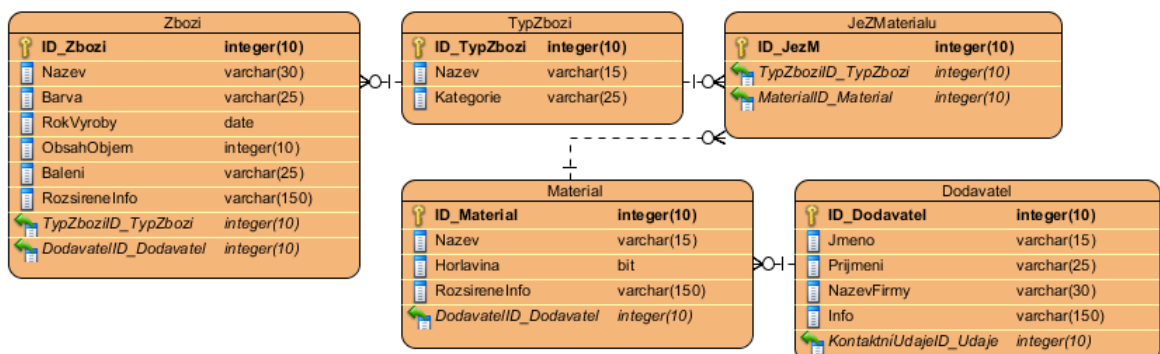 Zbozi
ID_Zbozi integer(10)
Nazev varchar(30)
Barva varchar(25)
RokVyroby date
ObsahObjem integer(10)
Baleni varchar(25)
RozsireneInfo varchar(150)
TypZboziID_TypZbozi integer(10)
DodavatelID_Dodavatel integer(10)
TypZbozi
ID_TypZbozi integer(10)
Nazev varchar(15)
Kategorie varchar(25)
JeZMaterialu
ID_JezM integer(10)
TypZboziID_TypZbozi integer(10)
MaterialID_Material integer(10)
Material
ID_Material integer(10)
Nazev varchar(15)
Horlavina bit
RozsireneInfo varchar(150)
DodavatelID_Dodavatel integer(10)
Dodavatel
ID_Dodavatel integer(10)
Jmeno varchar(15)
Prijmeni varchar(25)
NazevFirmy varchar(30)
Info varchar(150)
KontaktníUdajeID_Udaje integer(10)